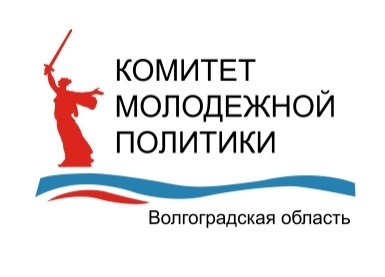 КОМИТЕТ
МОЛОДЕЖНОЙ
ПОЛИТИКИ
Волгоградская область